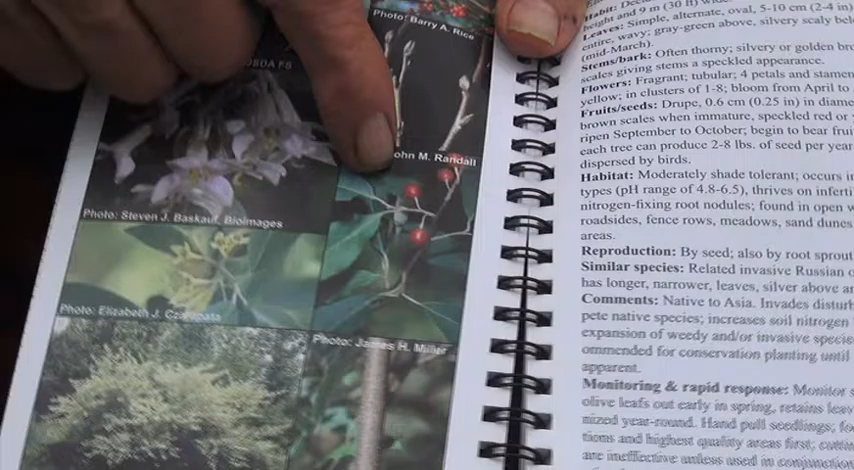 Photo: Barry A. Rice
USDA FS
ohn M. Randall
Photo: Steven J. Baskauf, Bioimages
Photo: Elizabeth J. Czarapata
Photo: James H. Miller
Habit:
height and 9 m (30 ft)
Leaves: Simple, alternate, oval, 5-10 cm (2-4 in)
entire, wavy; gray-green above, silvery scaly belo
(mid-March).
Stems/bark: Often thorny; silvery or golden bro
scales giving stems a speckled appearance.
Flowers: Fragrant; tubular; 4 petals and stamen
yellow; in clusters of 1-8; bloom from April to
Fruits/seeds: Drupe, 0.6 cm (0.25 in) in diame
brown scales when immature, speckled red or
ripen September to October; begin to bear frui
each tree can produce 2-8 lbs. of seed per year
dispersed by birds.
Habitat: Moderately shade tolerant; occurs in
types (pH range of 4.8-6.5), thrives on inferti
nitrogen-fixing root nodules; found in open w
roadsides, fence rows, meadows, sand dunes
areas.
Reproduction: By seed; also by root sprout
Similar species: Related invasive Russian o
has longer, narrower, leaves, silver above an
Comments: Native to Asia. Invades disturb
pete native species; increases soil nitrogen
expansion of weedy and/or invasive specie
ommended for conservation planting until
apparent.
Monitoring & rapid response: Monitor s
olive leafs out early in spring, retains leav
mized year-round. Hand pull seedlings; fo
tions and highest quality areas first; cuttin
are ineffective unless used in conjunction